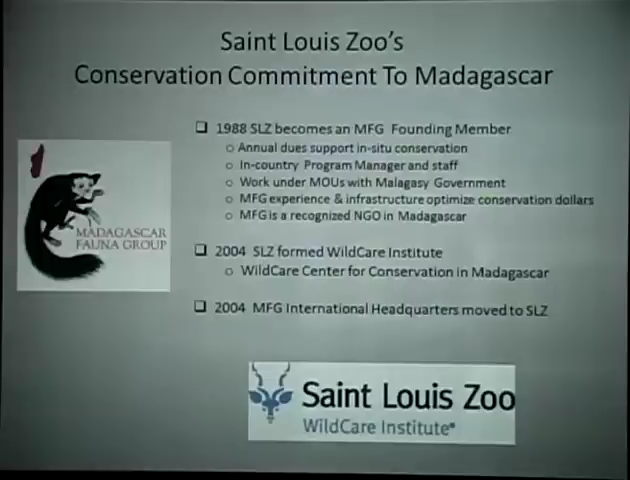 Saint Louis Zoo's
Conservation Commitment To Madagascar
1988 SLZ becomes an MFG Founding Member
Annual dues support in-situ conservation
In-country Program Manager and staff
Work under MOUs with Malagasy Government
MFG experience & infrastructure optimize conservation dollars
MFG is a recognized NGO in Madagascar
MADAGASCAR
FAUNA GROUP
2004 SLZ formed WildCare Institute
WildCare Center for Conservation in Madagascar
2004 MFG International Headquarters moved to SLZ
Saint Louis Zoo
WildCare Institute®